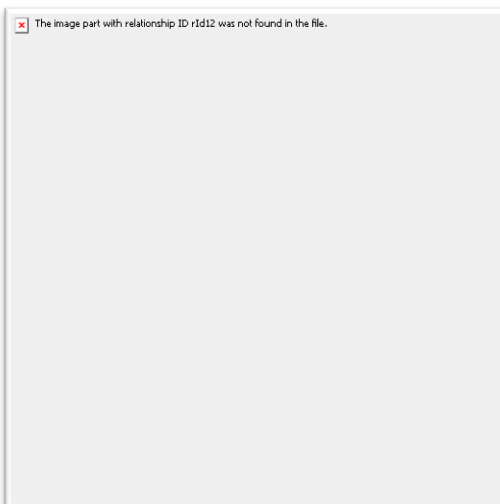 The image part with relationship ID rId12 was not found in the file.